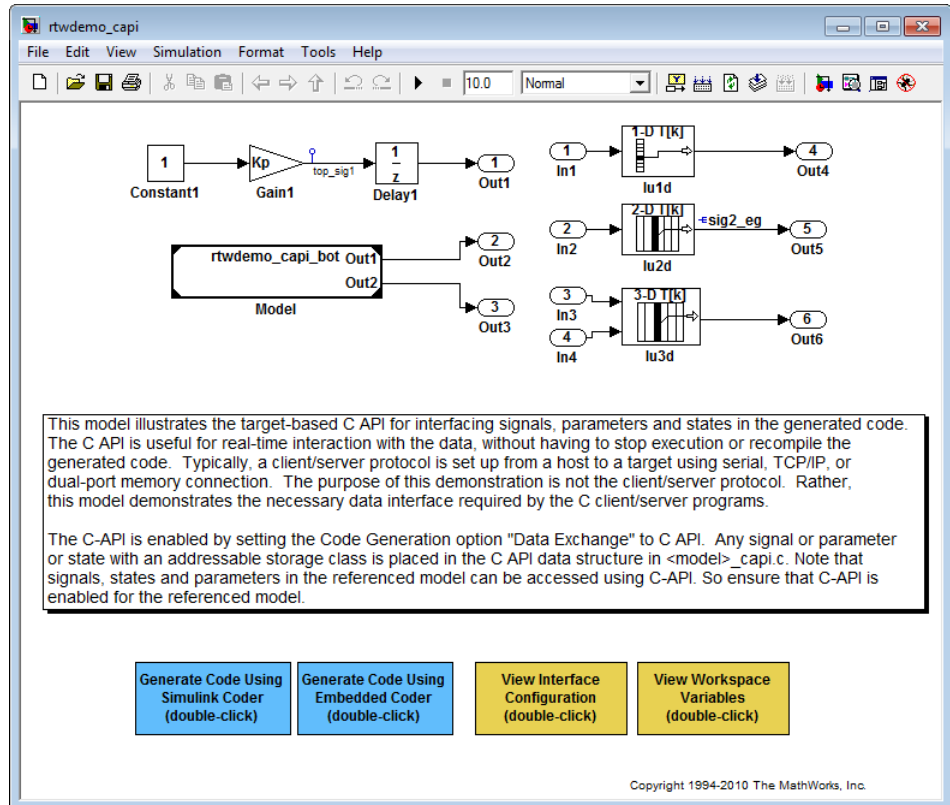 rtwdemo_capi
File Edit View Simulation Format Tools Help
10.0 Normal
1
Constant1
Kp
Gain1
top_sig1
1
z
Delay1
1
Out1
rtwdemo_capi_bot Out1
Out2
Model
2
Out2
3
Out3
1
In1
1-D T[k]
lu1d
4
Out4
2
In2
2-D T[k]
lu2d
sig2_eg
5
Out5
3
In3
4
In4
3-D T[k]
lu3d
6
Out6
This model illustrates the target-based C API for interfacing signals, parameters and states in the generated code.
The C API is useful for real-time interaction with the data, without having to stop execution or recompile the
generated code. Typically, a client/server protocol is set up from a host to a target using serial, TCP/IP, or
dual-port memory connection. The purpose of this demonstration is not the client/server protocol. Rather,
this model demonstrates the necessary data interface required by the C client/server programs.
The C-API is enabled by setting the Code Generation option "Data Exchange" to C API. Any signal or parameter
or state with an addressable storage class is placed in the C API data structure in <model>_capi.c. Note that
signals, states and parameters in the referenced model can be accessed using C-API. So ensure that C-API is
enabled for the referenced model.
Generate Code Using
Simulink Coder
(double-click)
Generate Code Using
Embedded Coder
(double-click)
View Interface
Configuration
(double-click)
View Workspace
Variables
(double-click)
Copyright 1994-2010 The MathWorks, Inc.